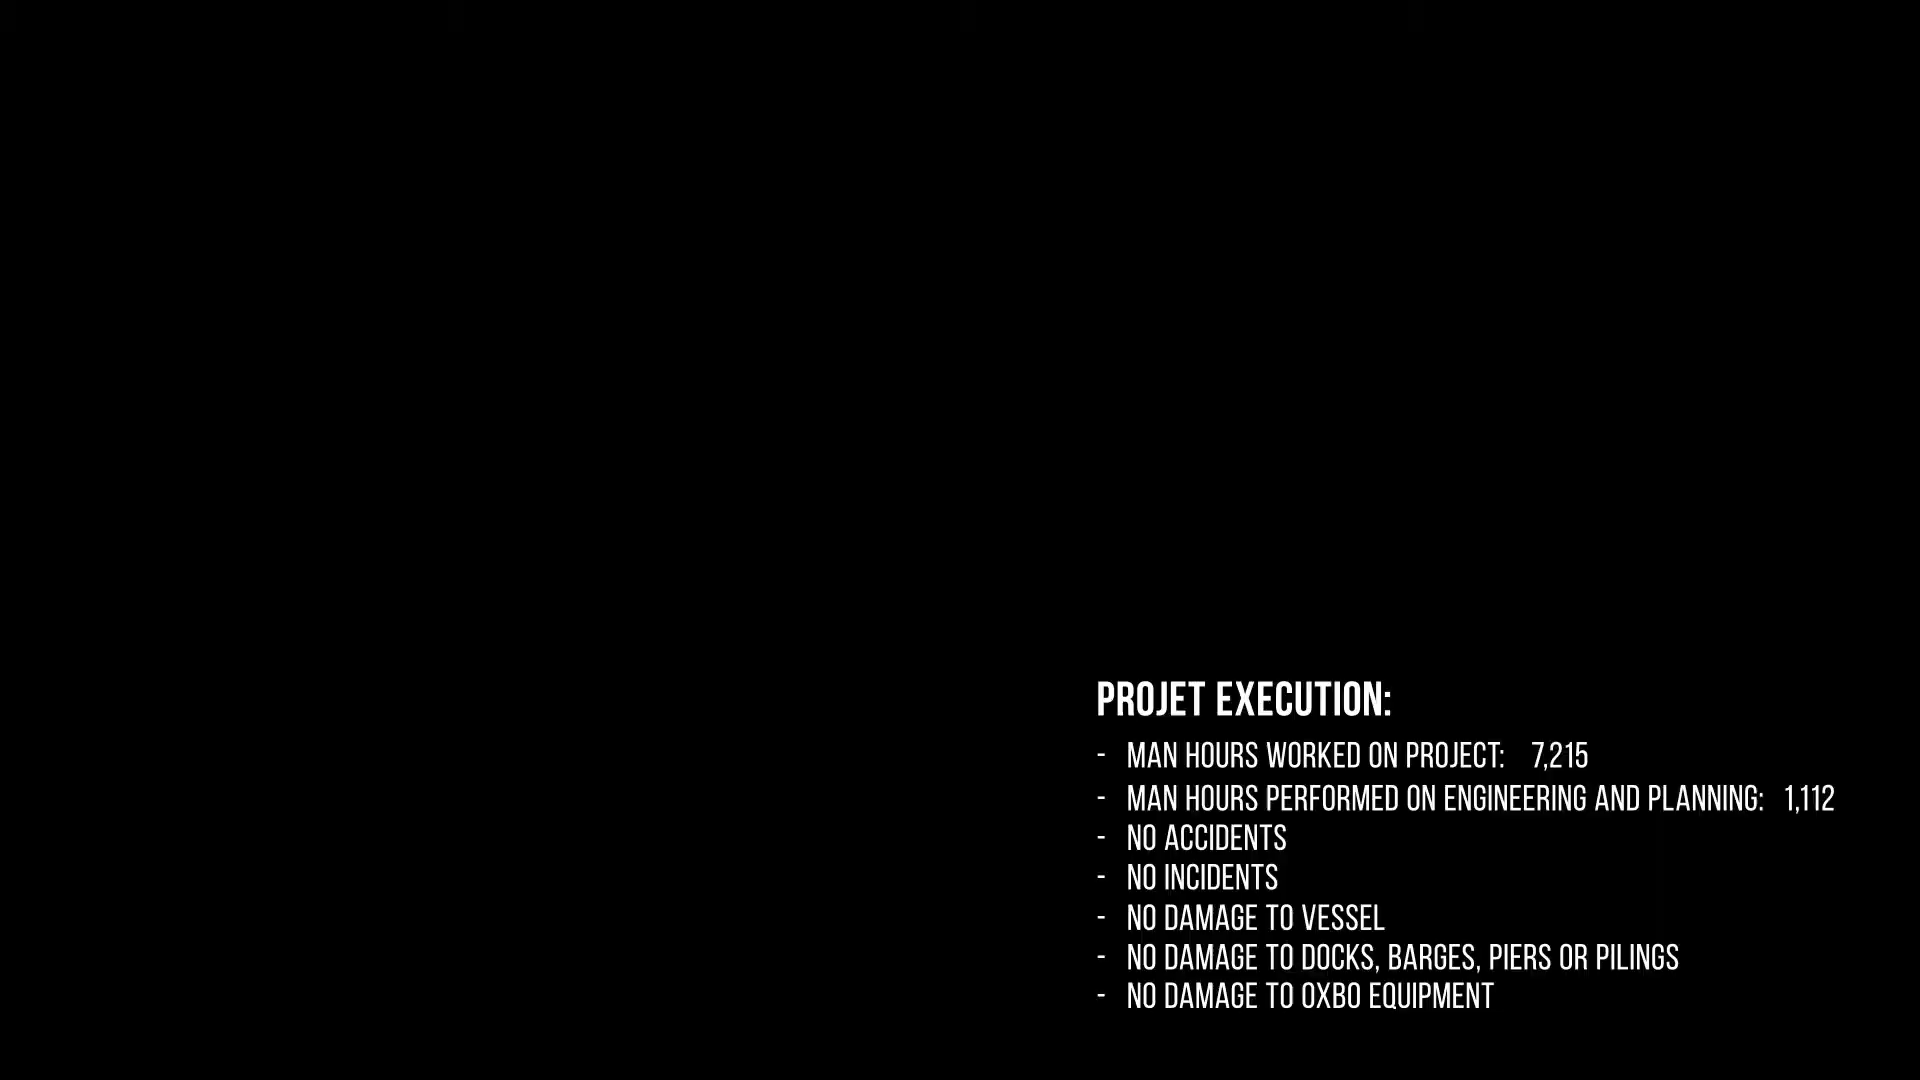 PROJET EXECUTION:
- MAN HOURS WORKED ON PROJECT: 7,215
- MAN HOURS PERFORMED ON ENGINEERING AND PLANNING: 1,112
- NO ACCIDENTS
- NO INCIDENTS
- NO DAMAGE TO VESSEL
- NO DAMAGE TO DOCKS, BARGES, PIERS OR PILINGS
- NO DAMAGE TO OXBO EQUIPMENT